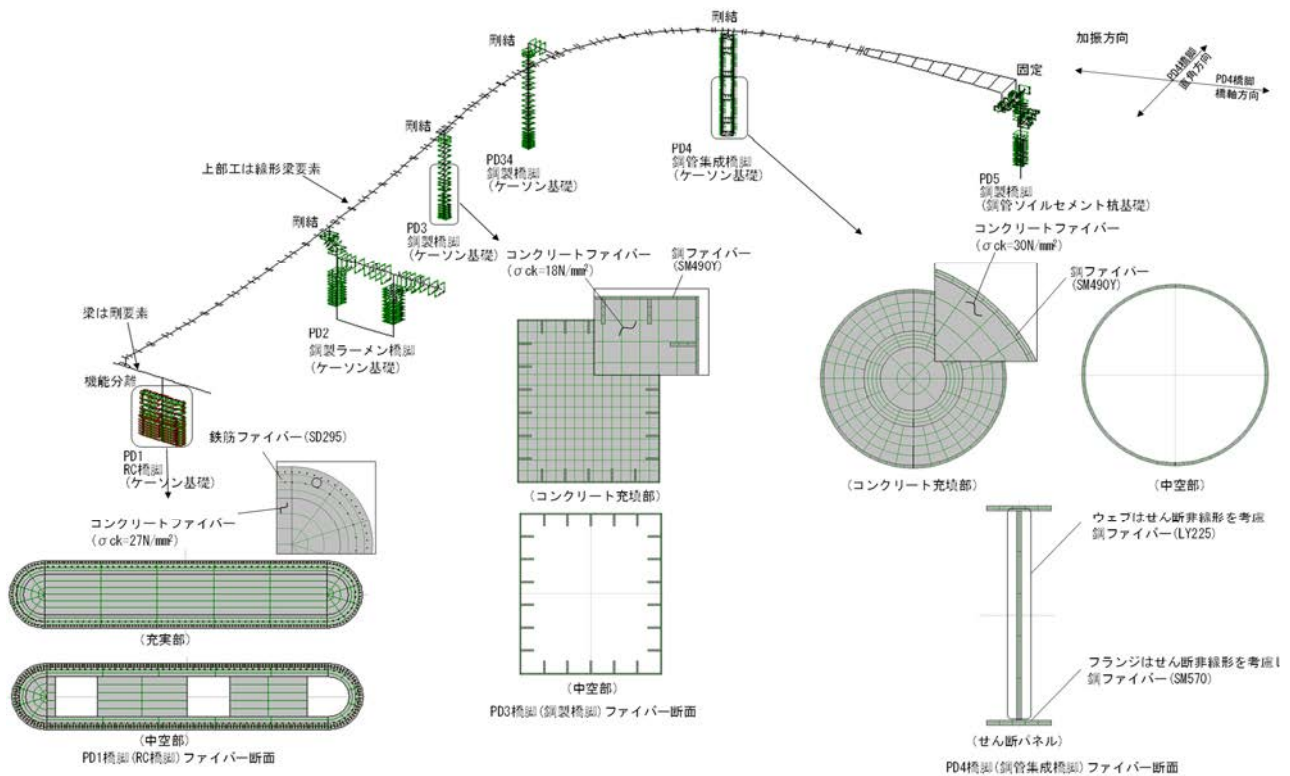 剛結
加振方向
PD4橋脚
直角方向
PD4橋脚
橋軸方向
剛結
固定
剛結
PD34
鋼製橋脚
(ケーソン基礎)
PD4
鋼管集成橋脚
(ケーソン基礎)
上部工は線形梁要素
PD5
鋼製橋脚
(鋼管ソイルセメント杭基礎)
剛結
PD3
鋼製橋脚
(ケーソン基礎)
コンクリートファイバー
(σck=18N/mm²)
鋼ファイバー
(SM490Y)
コンクリートファイバー
(σck=30N/mm²)
鋼ファイバー
(SM490Y)
梁は剛要素
PD2
鋼製ラーメン橋脚
(ケーソン基礎)
機能分離
PD1
RC橋脚
(ケーソン基礎)
鉄筋ファイバー(SD295)
コンクリートファイバー
(σck=27N/mm²)
(コンクリート充填部)
(コンクリート充填部)
(中空部)
ウェブはせん断非線形を考慮
鋼ファイバー(LY225)
(充実部)
フランジはせん断非線形を考慮し
鋼ファイバー(SM570)
(中空部)
PD3橋脚(鋼製橋脚)ファイバー断面
(中空部)
PD1橋脚(RC橋脚)ファイバー断面
(せん断パネル)
PD4橋脚(鋼管集成橋脚)ファイバー断面